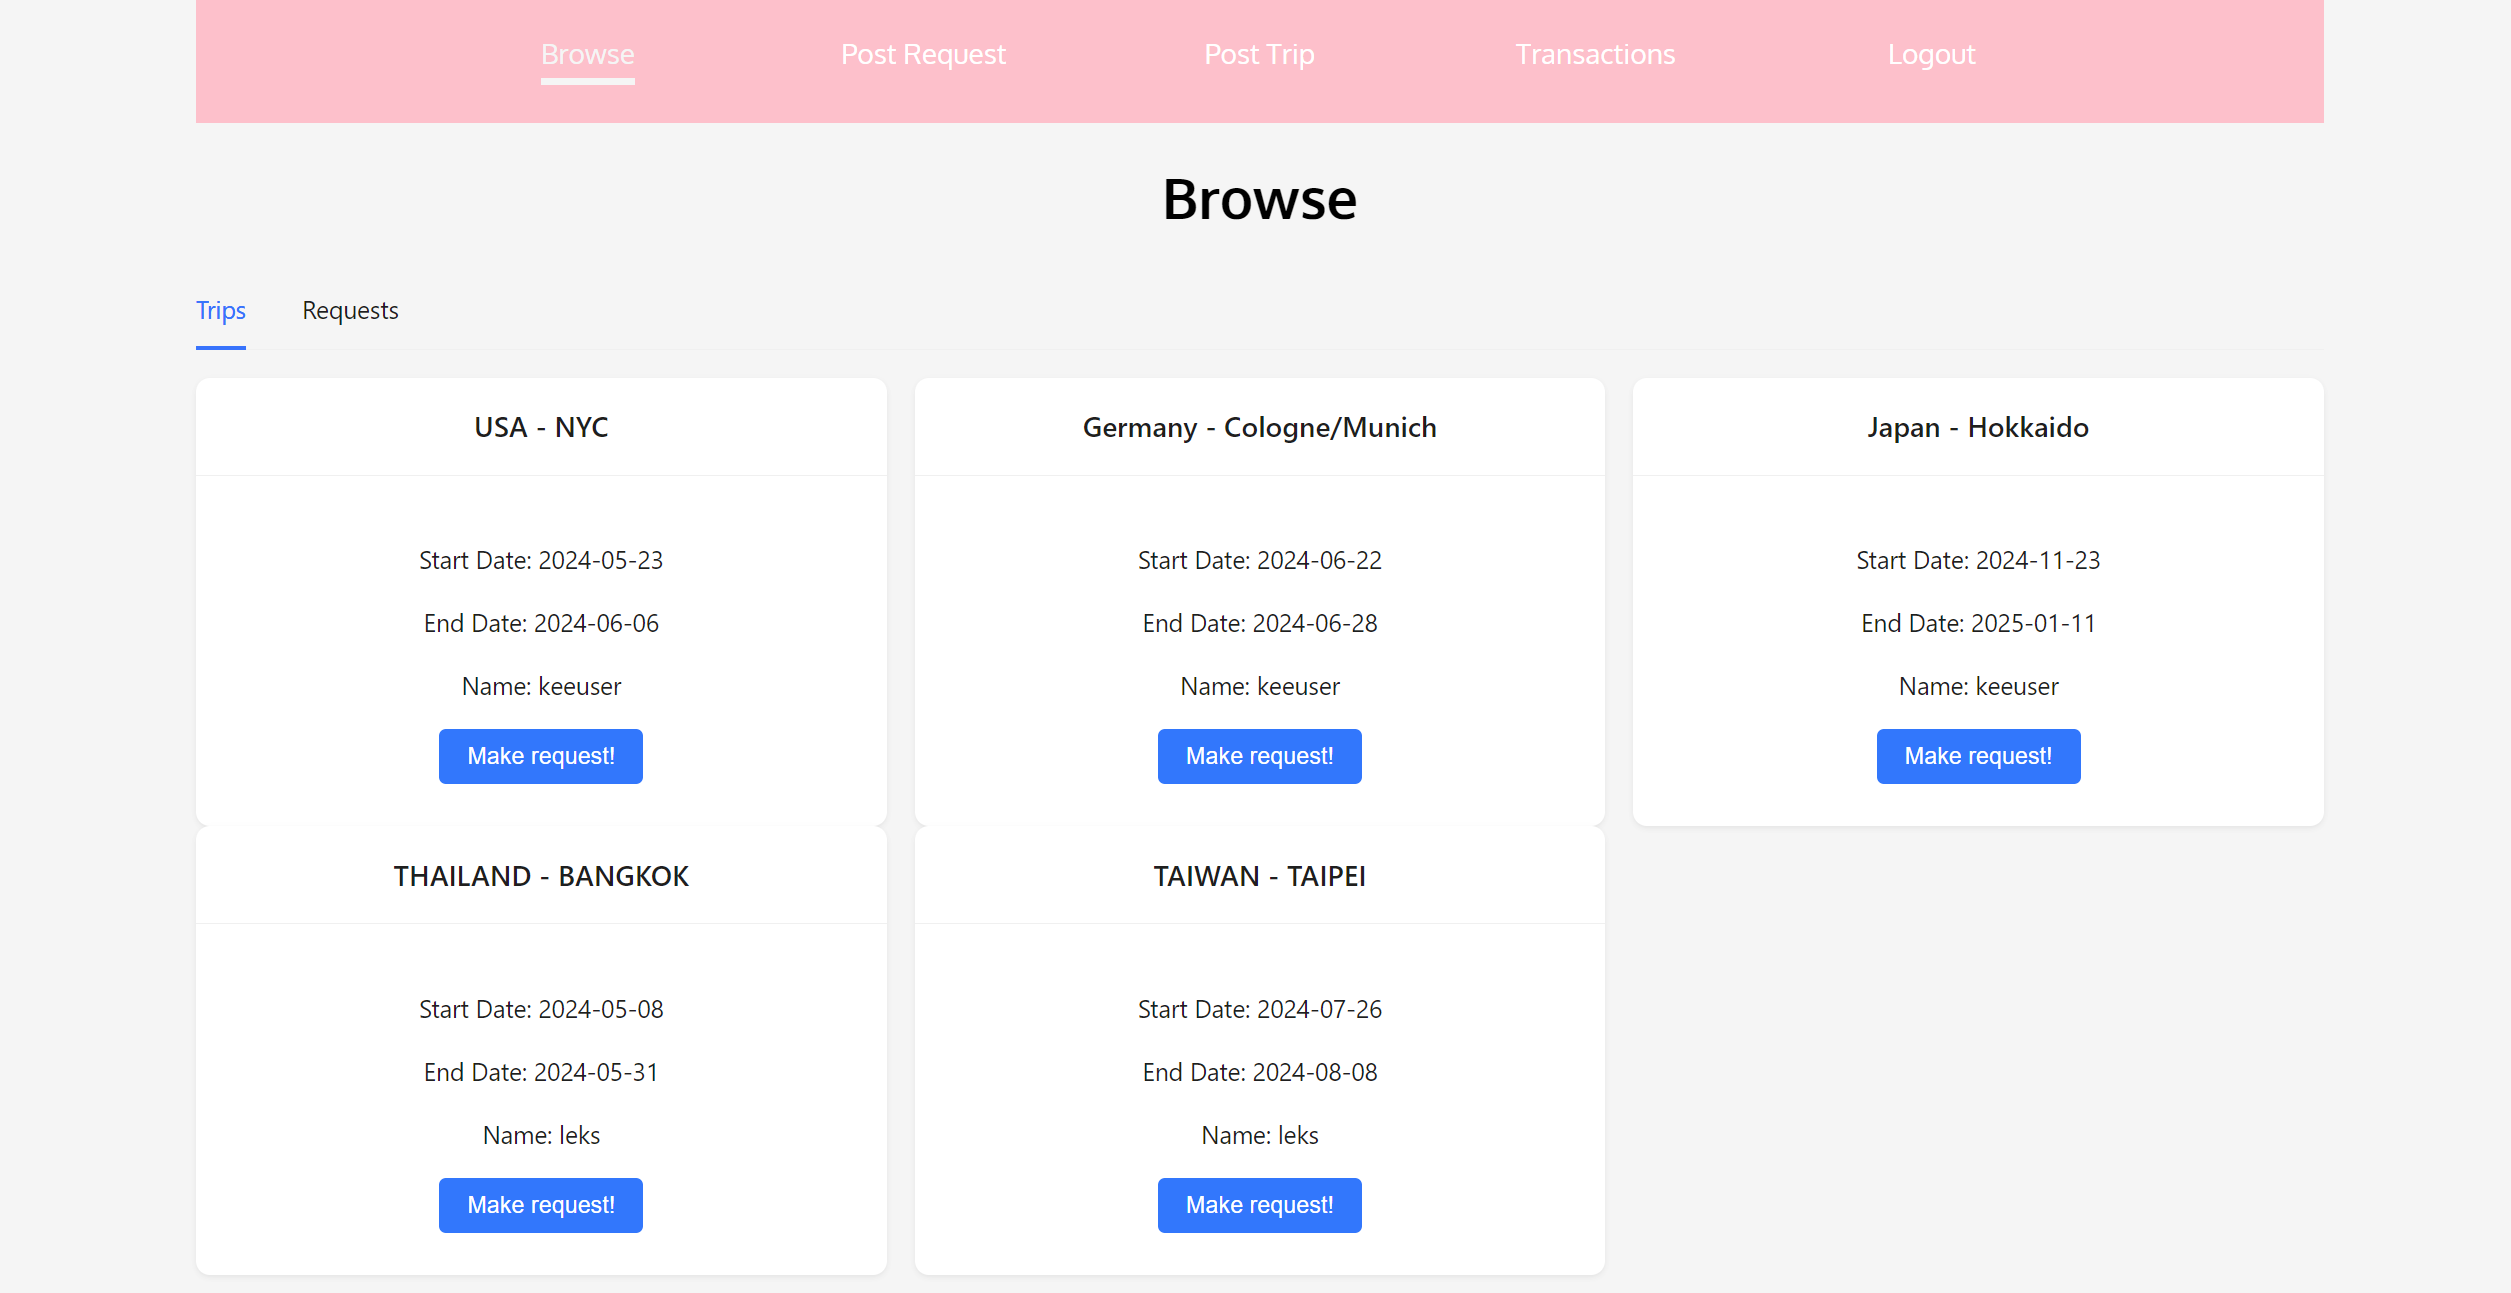 Browse Post Request Post Trip Transactions Logout
Browse
Trips Requests
USA - NYC
Start Date: 2024-05-23
End Date: 2024-06-06
Name: keeuser
Make request!
Germany - Cologne/Munich
Start Date: 2024-06-22
End Date: 2024-06-28
Name: keeuser
Make request!
Japan - Hokkaido
Start Date: 2024-11-23
End Date: 2025-01-11
Name: keeuser
Make request!
THAILAND - BANGKOK
Start Date: 2024-05-08
End Date: 2024-05-31
Name: leks
Make request!
TAIWAN - TAIPEI
Start Date: 2024-07-26
End Date: 2024-08-08
Name: leks
Make request!